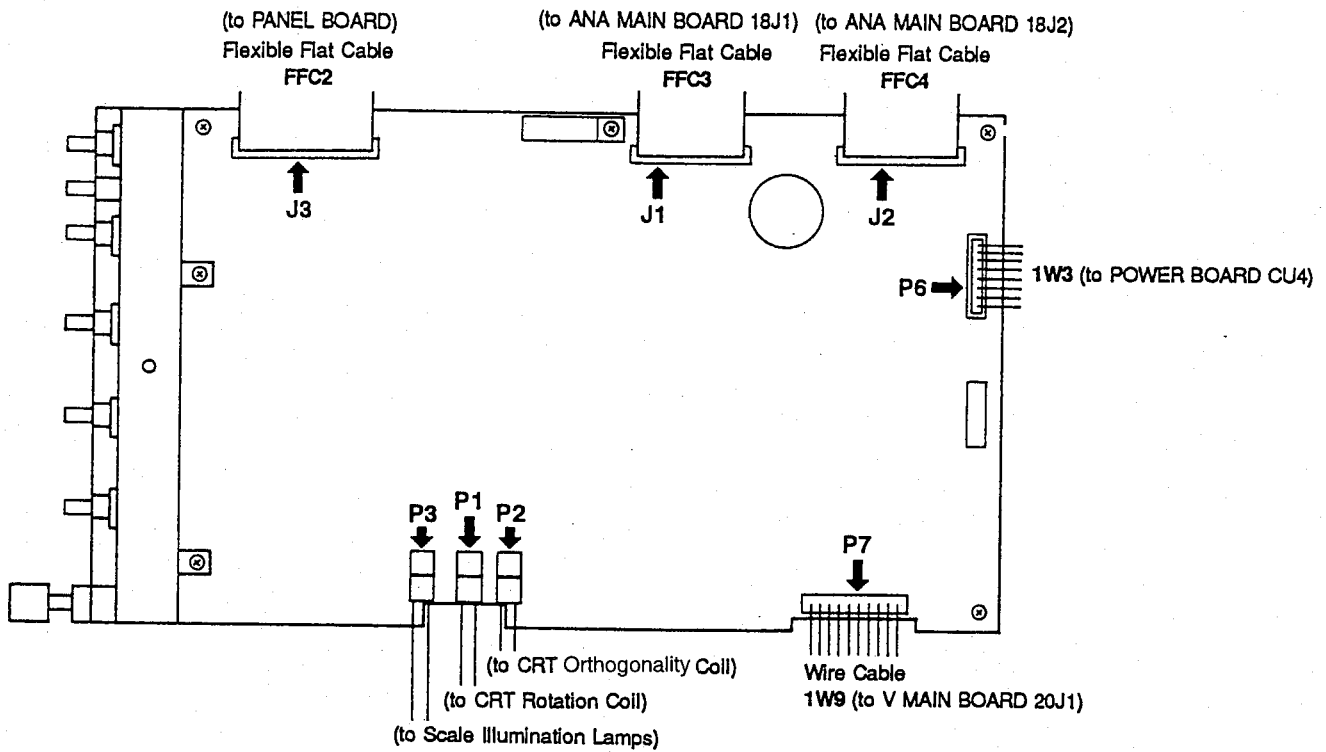 (to PANEL BOARD)
Flexible Flat Cable
FFC2
(to ANA MAIN BOARD 18J1)
Flexible Flat Cable
FFC3
(to ANA MAIN BOARD 18J2)
Flexible Flat Cable
FFC4
J3
J1
J2
P6
1W3 (to POWER BOARD CU4)
P3
P1
P2
P7
(to CRT Orthogonality Coil)
(to CRT Rotation Coil)
(to Scale Illumination Lamps)
Wire Cable
1W9 (to V MAIN BOARD 20J1)